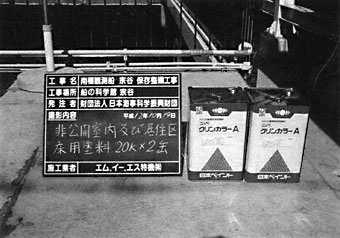 工事名 南極観測船 宗谷 保存整備工事
工事場所 船の科学館 宗谷
発注者 財団法人日本海事科学振興財団
撮影内容 平成12年10月19日
非公開室内及び居住区
床用塗料 20K×2缶
施工業者 エム、イー、エス特機㈱
ニッペ
クリンカラーA
日本ペイント
ニッペ
クリンカラーA
日本ペイント